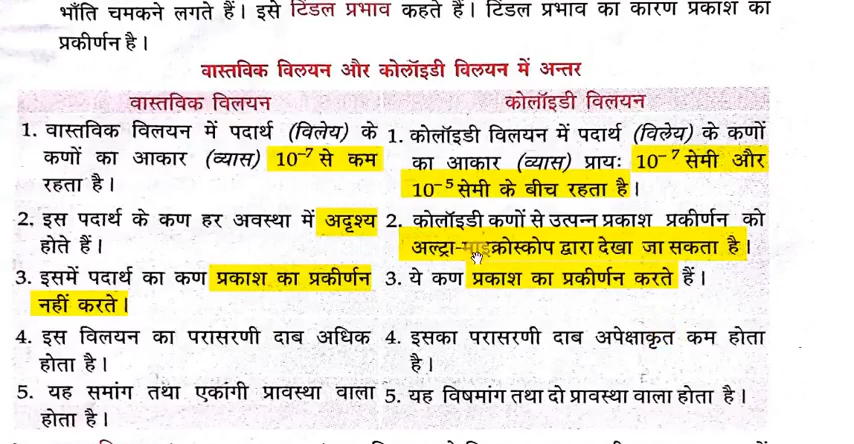 भाँति चमकने लगते हैं। इसे टिंडल प्रभाव कहते हैं। टिंडल प्रभाव का कारण प्रकाश का
प्रकीर्णन है।
वास्तविक विलयन और कोलॉइडी विलयन में अन्तर
वास्तविक विलयन
1. वास्तविक विलयन में पदार्थ (विलेय) के
कणों का आकार (व्यास) 10⁻⁷ से कम
रहता है।
2. इस पदार्थ के कण हर अवस्था में अदृश्य
होते हैं।
3. इसमें पदार्थ का कण प्रकाश का प्रकीर्णन
नहीं करते।
4. इस विलयन का परासरणी दाब अधिक
होता है।
5. यह समांग तथा एकांगी प्रावस्था वाला
होता है।
कोलॉइडी विलयन
1. कोलॉइडी विलयन में पदार्थ (विलेय) के कणों
का आकार (व्यास) प्रायः 10⁻⁷ सेमी और
10⁻⁵ सेमी के बीच रहता है।
2. कोलॉइडी कणों से उत्पन्न प्रकाश प्रकीर्णन को
अल्ट्रा-माइक्रोस्कोप द्वारा देखा जा सकता है।
3. ये कण प्रकाश का प्रकीर्णन करते हैं।
4. इसका परासरणी दाब अपेक्षाकृत कम होता
है।
5. यह विषमांग तथा दो प्रावस्था वाला होता है।